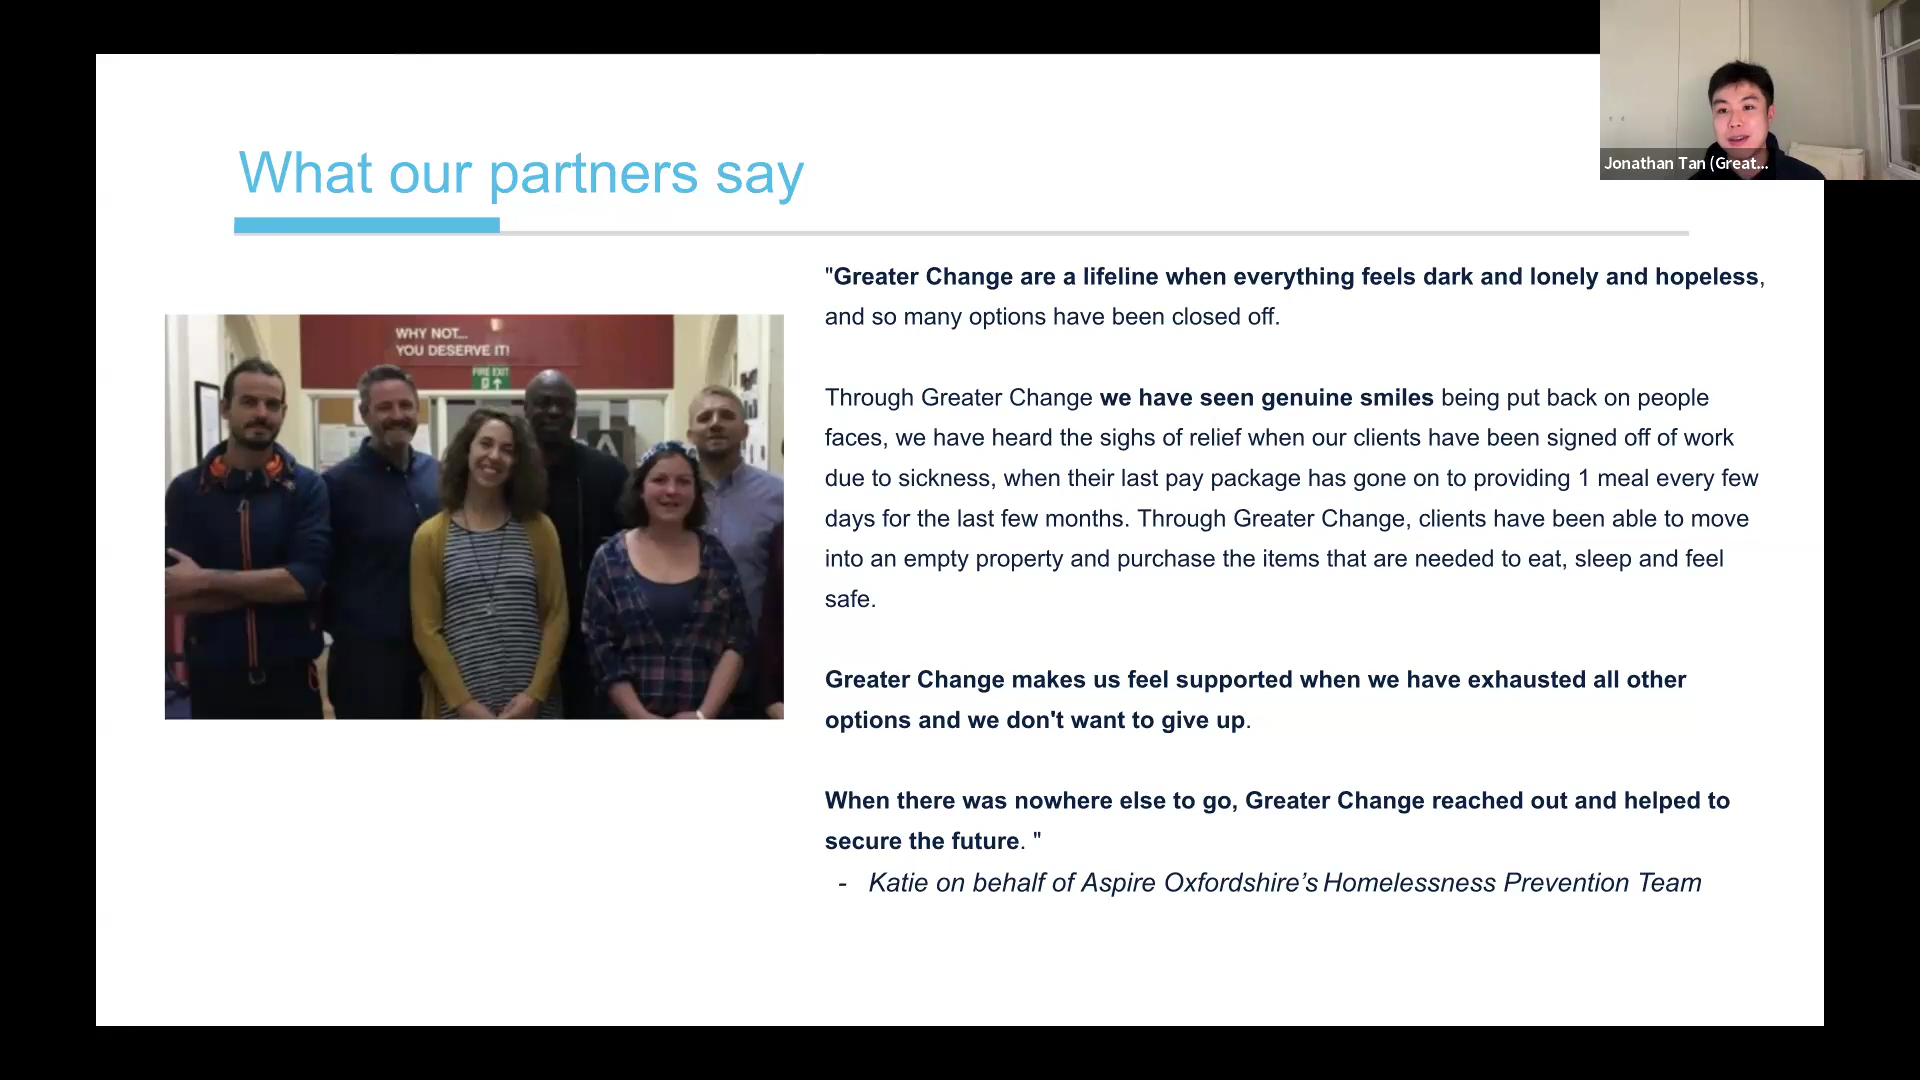 Jonathan Tan (Great...
What our partners say
WHY NOT...
YOU DESERVE IT!
FIRE EXIT
"Greater Change are a lifeline when everything feels dark and lonely and hopeless,
and so many options have been closed off.
Through Greater Change we have seen genuine smiles being put back on people
faces, we have heard the sighs of relief when our clients have been signed off of work
due to sickness, when their last pay package has gone on to providing 1 meal every few
days for the last few months. Through Greater Change, clients have been able to move
into an empty property and purchase the items that are needed to eat, sleep and feel
safe.
Greater Change makes us feel supported when we have exhausted all other
options and we don't want to give up.
When there was nowhere else to go, Greater Change reached out and helped to
secure the future. "
- Katie on behalf of Aspire Oxfordshire’s Homelessness Prevention Team